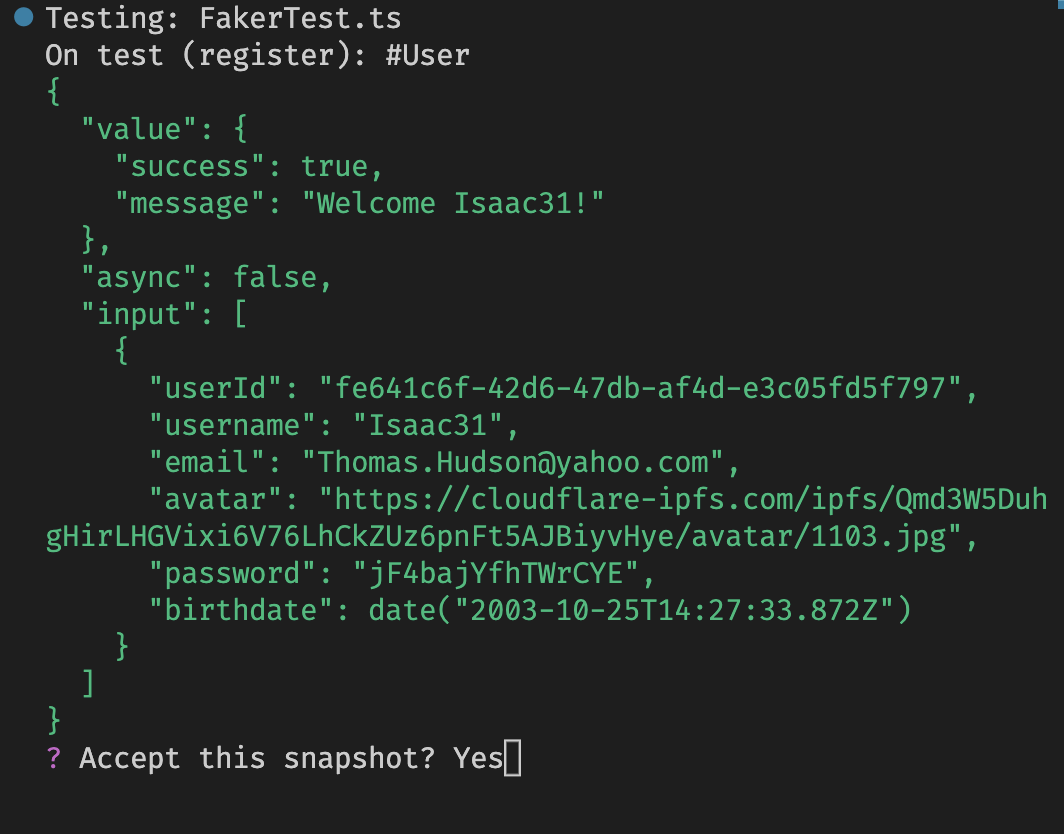 Testing: FakerTest.ts
On test (register): #User
{
  "value": {
    "success": true,
    "message": "Welcome Isaac31!"
  },
  "async": false,
  "input": [
    {
      "userId": "fe641c6f-42d6-47db-af4d-e3c05fd5f797",
      "username": "Isaac31",
      "email": "Thomas.Hudson@yahoo.com",
      "avatar": "https://cloudflare-ipfs.com/ipfs/Qmd3W5Duh
gHirLHGVixi6V76LhCkZUz6pnFt5AJBiyvHye/avatar/1103.jpg",
      "password": "jF4bajYfhTWrCYE",
      "birthdate": date("2003-10-25T14:27:33.872Z")
    }
  ]
}
? Accept this snapshot? Yes